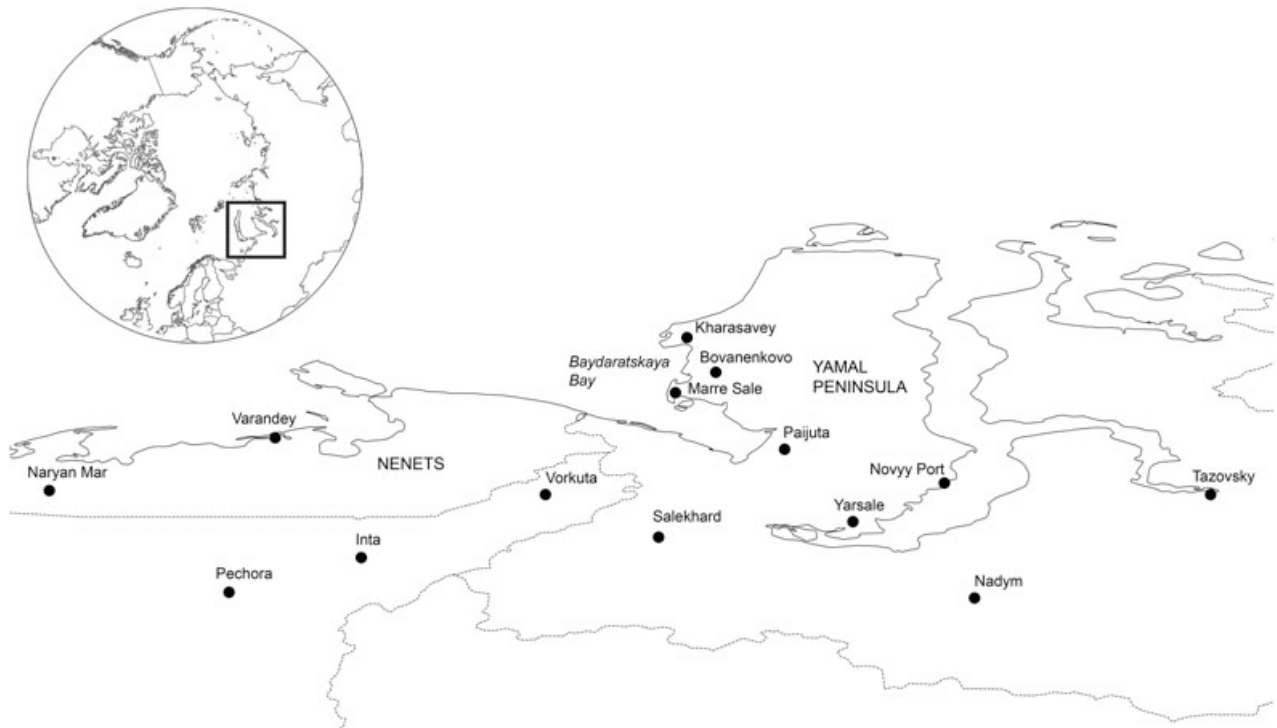 Kharasavey
Baydaratskaya
Bay
Bovanenkovo
YAMAL
PENINSULA
Marre Sale
Varandey
Paijuta
NENETS
Naryan Mar
Novyy Port
Tazovsky
Vorkuta
Yarsale
Salekhard
Inta
Pechora
Nadym